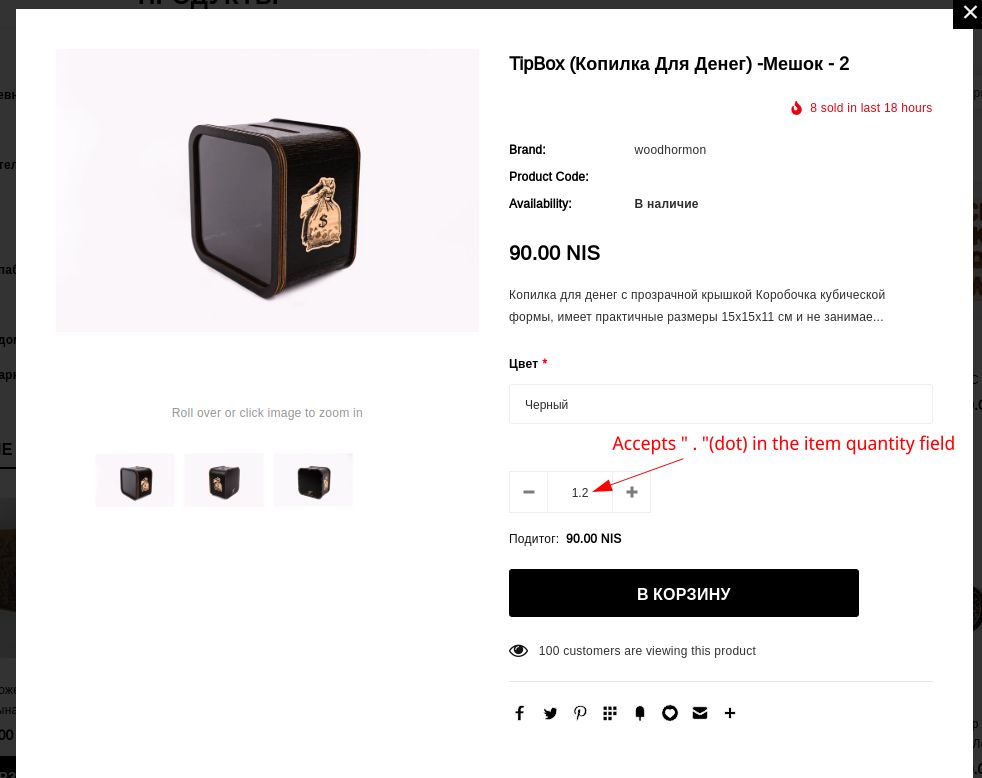 TipBox (Копилка Для Денег) -Мешок - 2
8 sold in last 18 hours
Brand: woodhormon
Product Code:
Availability: В наличие
90.00 NIS
Копилка для денег с прозрачной крышкой Коробочка кубической
формы, имеет практичные размеры 15х15х11 см и не занимае...
Цвет *
Черный
Accepts " . "(dot) in the item quantity field
1.2
Подитог: 90.00 NIS
В КОРЗИНУ
Roll over or click image to zoom in
100 customers are viewing this product